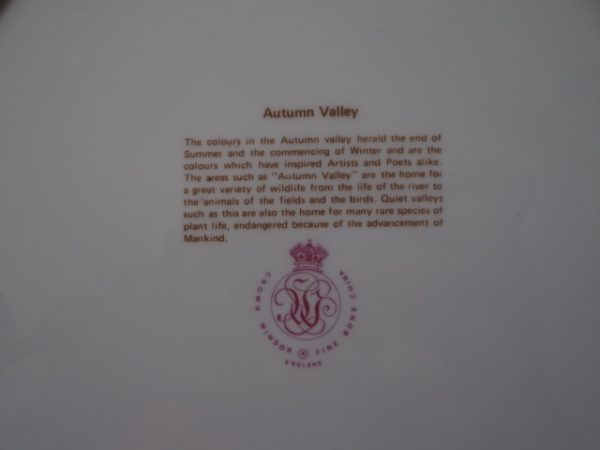 Autumn Valley
The colours in the Autumn valley herald the end of
Summer and the commencing of Winter and are the
colours which have inspired Artists and Poets alike.
The areas such as "Autumn Valley" are the home for
a great variety of wildlife from the life of the river to
the animals of the fields and the birds. Quiet valleys
such as this are also the home for many rare species of
plant life, endangered because of the advancement of
Mankind.
CROWN WINSOR ® FINE BONE CHINA
ENGLAND